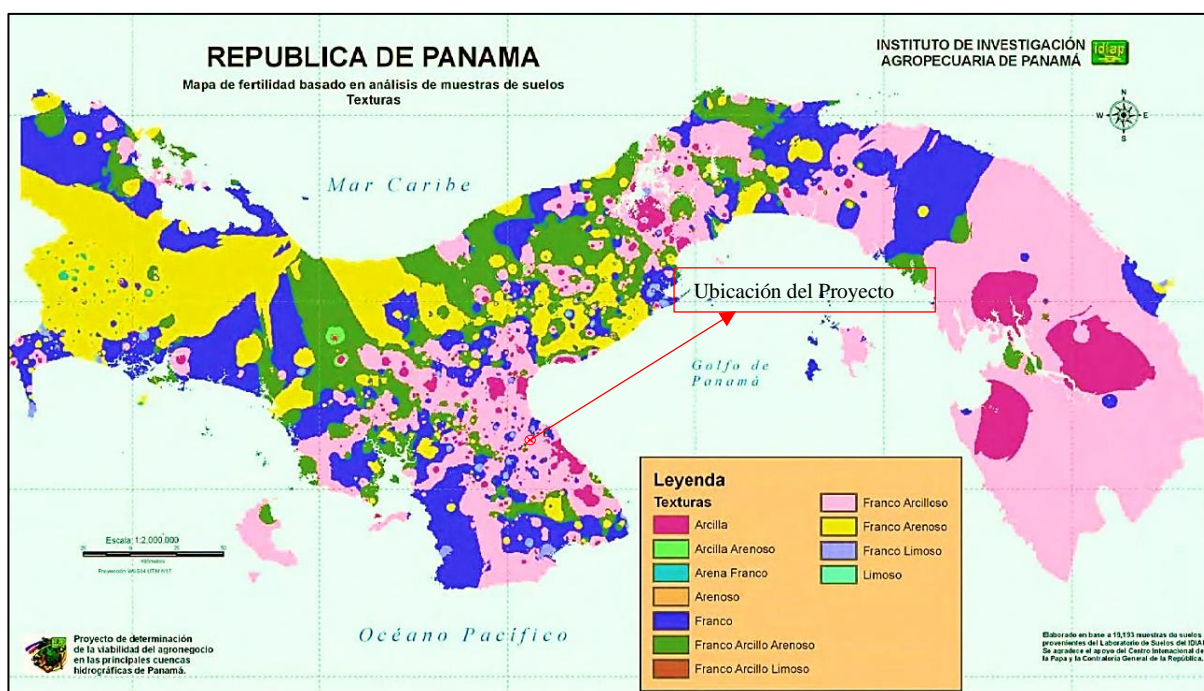 REPUBLICA DE PANAMA
Mapa de fertilidad basado en análisis de muestras de suelos
Texturas
INSTITUTO DE INVESTIGACIÓN
AGROPECUARIA DE PANAMÁ
idiap
N
W E
S
Mar Caribe
Ubicación del Proyecto
Golfo de
Panamá
Océano Pacífico
Escala: 1:2,000,000
Leyenda
Texturas
Arcilla
Arcilla Arenoso
Arena Franco
Arenoso
Franco
Franco Arcillo Arenoso
Franco Arcillo Limoso
Franco Arcilloso
Franco Arenoso
Franco Limoso
Limoso
Proyecto de determinación
de la viabilidad del agronegocio
en las principales cuencas
hidrográficas de Panamá.
Elaborado en base a 19,193 muestras de suelos
provenientes del Laboratorio de Suelos del IDIAP
Se agradece el apoyo del Centro Internacional de
la Papa y la Contraloría General de la República.